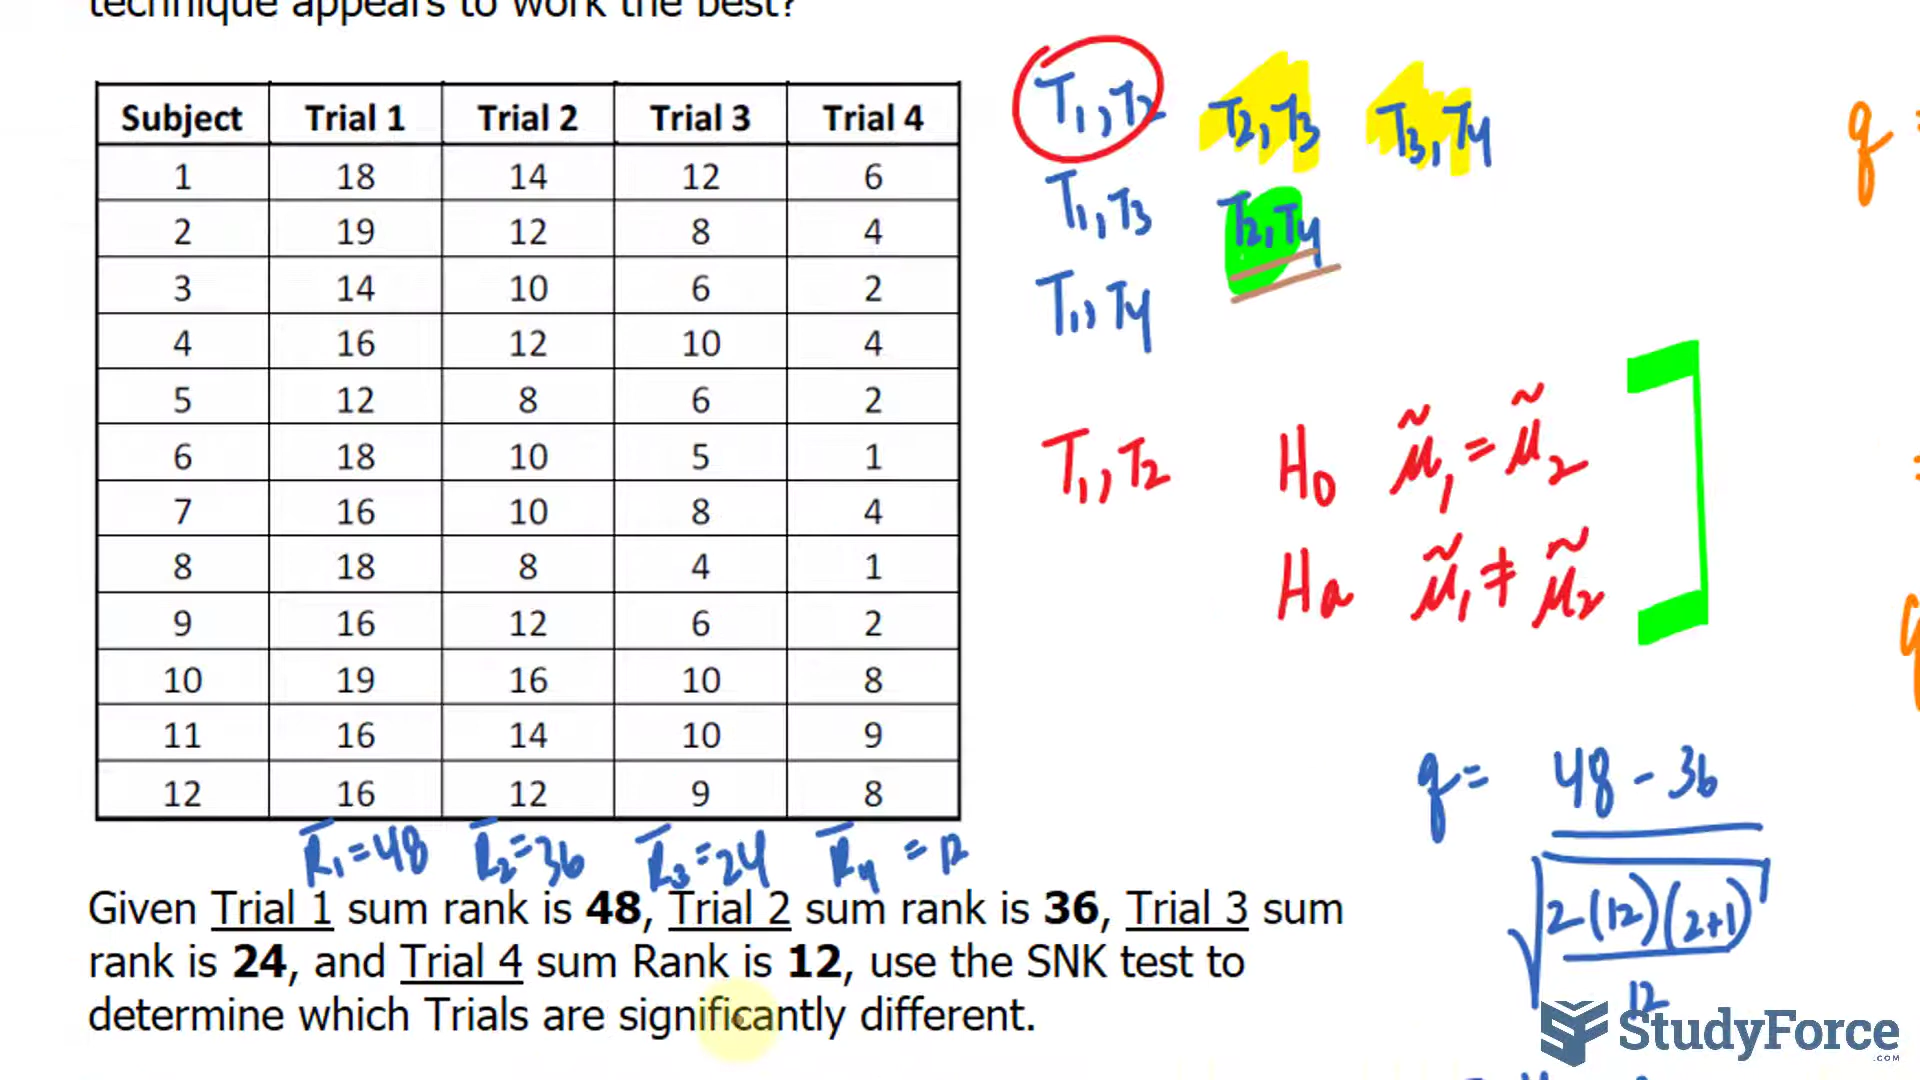 technique appears to work the best?
Subject Trial 1 Trial 2 Trial 3 Trial 4
1 18 14 12 6
2 19 12 8 4
3 14 10 6 2
4 16 12 10 4
5 12 8 6 2
6 18 10 5 1
7 16 10 8 4
8 18 8 4 1
9 16 12 6 2
10 19 16 10 8
11 16 14 10 9
12 16 12 9 8
R̅₁=48 R̅₂=36 R̅₃=24 R̅₄ =12
Given Trial 1 sum rank is 48, Trial 2 sum rank is 36, Trial 3 sum
rank is 24, and Trial 4 sum Rank is 12, use the SNK test to
determine which Trials are significantly different.
T₁,T₂ T₂,T₃ T₃,T₄
T₁,T₃ T₂,T₄
T₁,T₄
T₁,T₂ H₀ μ̃₁=μ̃₂
Ha μ̃₁≠μ̃₂
q= 48-36
√2(12)(2+1)
12
q=
StudyForce
.COM